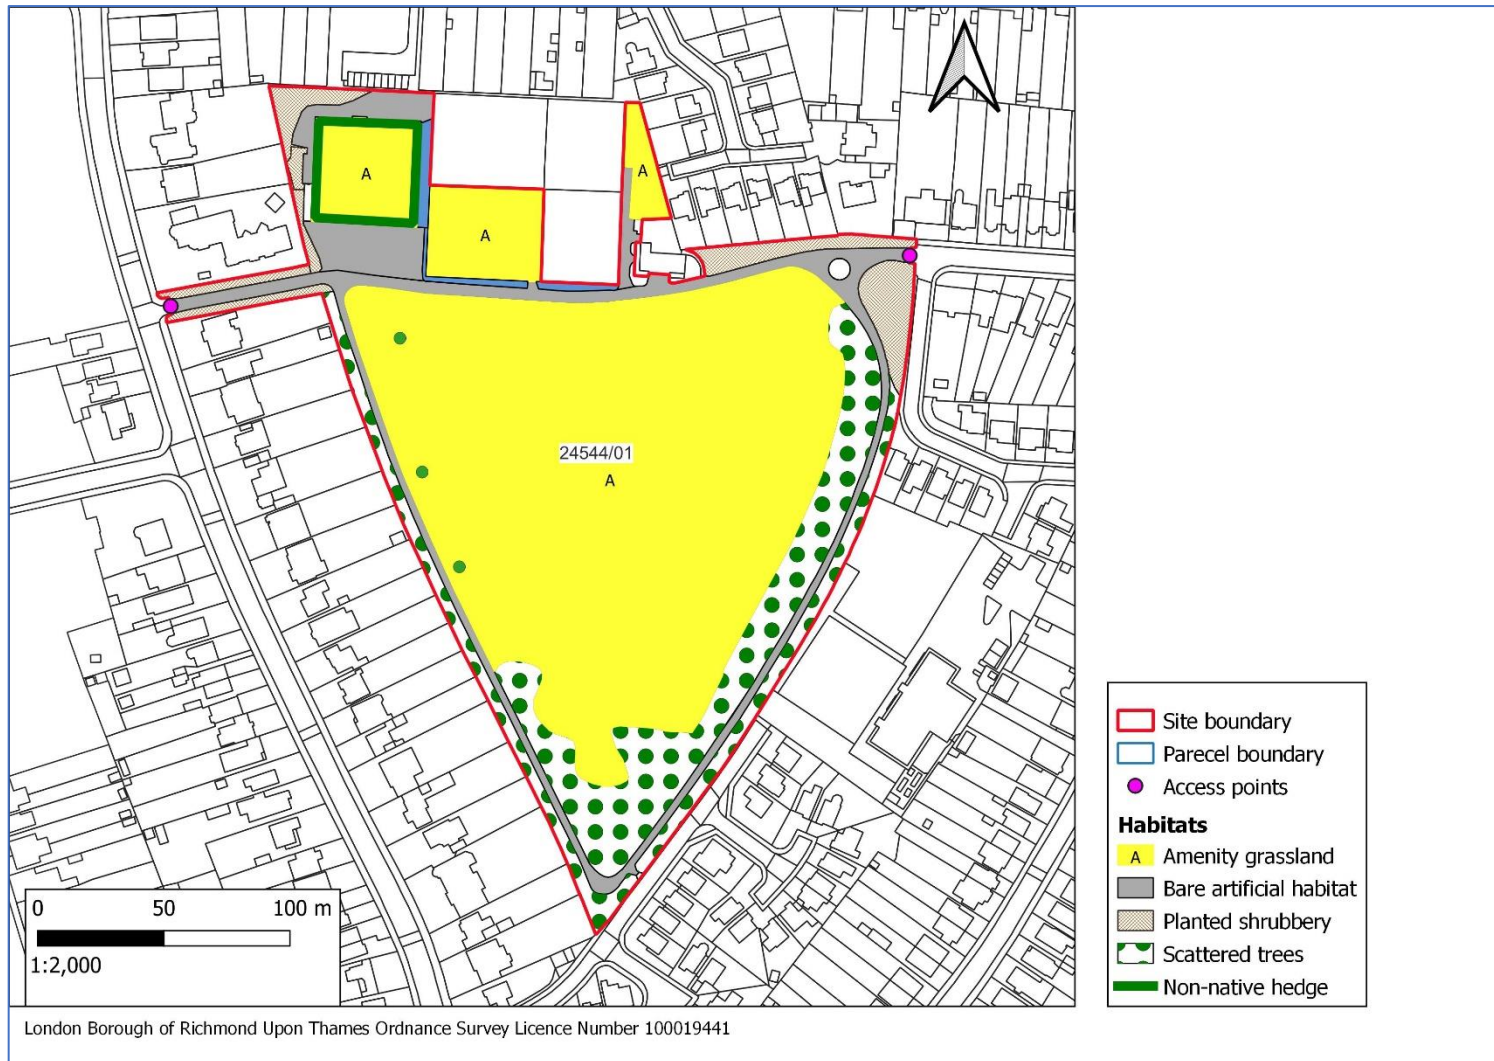 A
A
A
24544/01
A
0 50 100 m
1:2,000
Site boundary
Parecel boundary
Access points
Habitats
A Amenity grassland
Bare artificial habitat
Planted shrubbery
Scattered trees
Non-native hedge
London Borough of Richmond Upon Thames Ordnance Survey Licence Number 100019441